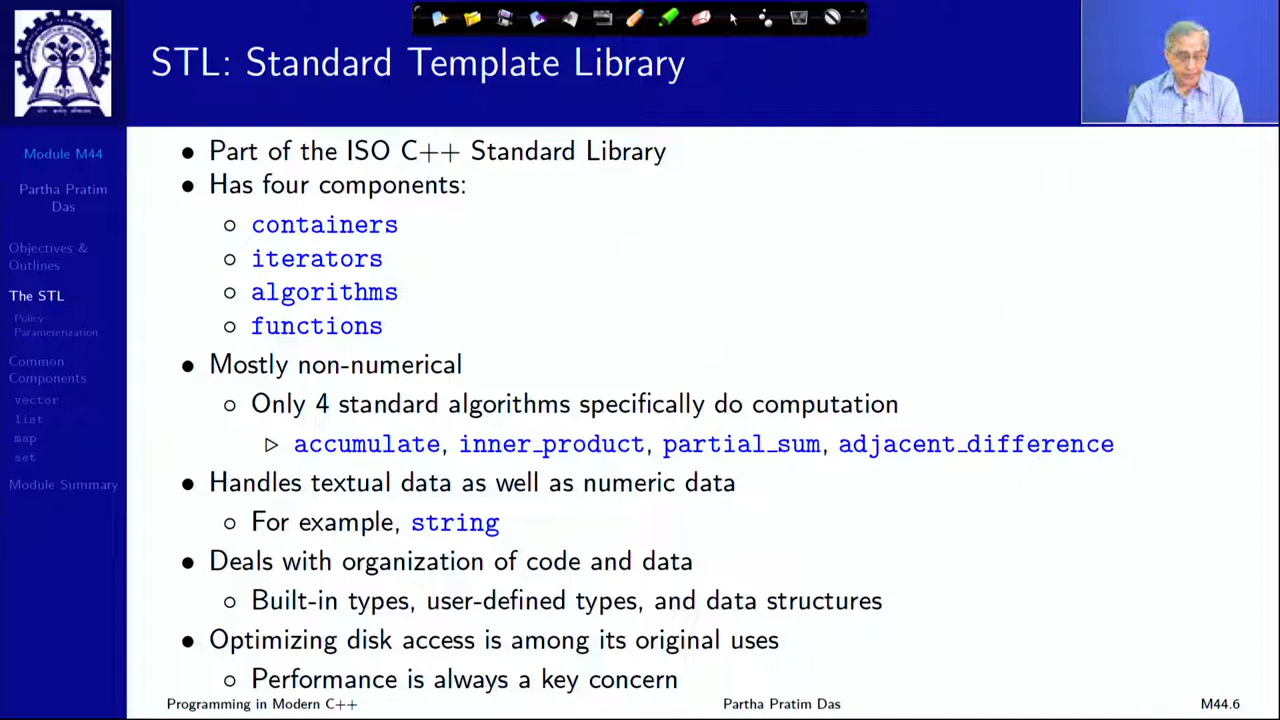 STL: Standard Template Library
Module M44
Partha Pratim
Das
Objectives &
Outlines
The STL
Policy
Paramerenization
Common
Components
vector
list
map
set
Module Summary
• Part of the ISO C++ Standard Library
• Has four components:
○ containers
○ iterators
○ algorithms
○ functions
• Mostly non-numerical
○ Only 4 standard algorithms specifically do computation
▷ accumulate, inner_product, partial_sum, adjacent_difference
• Handles textual data as well as numeric data
○ For example, string
• Deals with organization of code and data
○ Built-in types, user-defined types, and data structures
• Optimizing disk access is among its original uses
○ Performance is always a key concern
Programming in Modern C++
Partha Pratim Das
M44.6